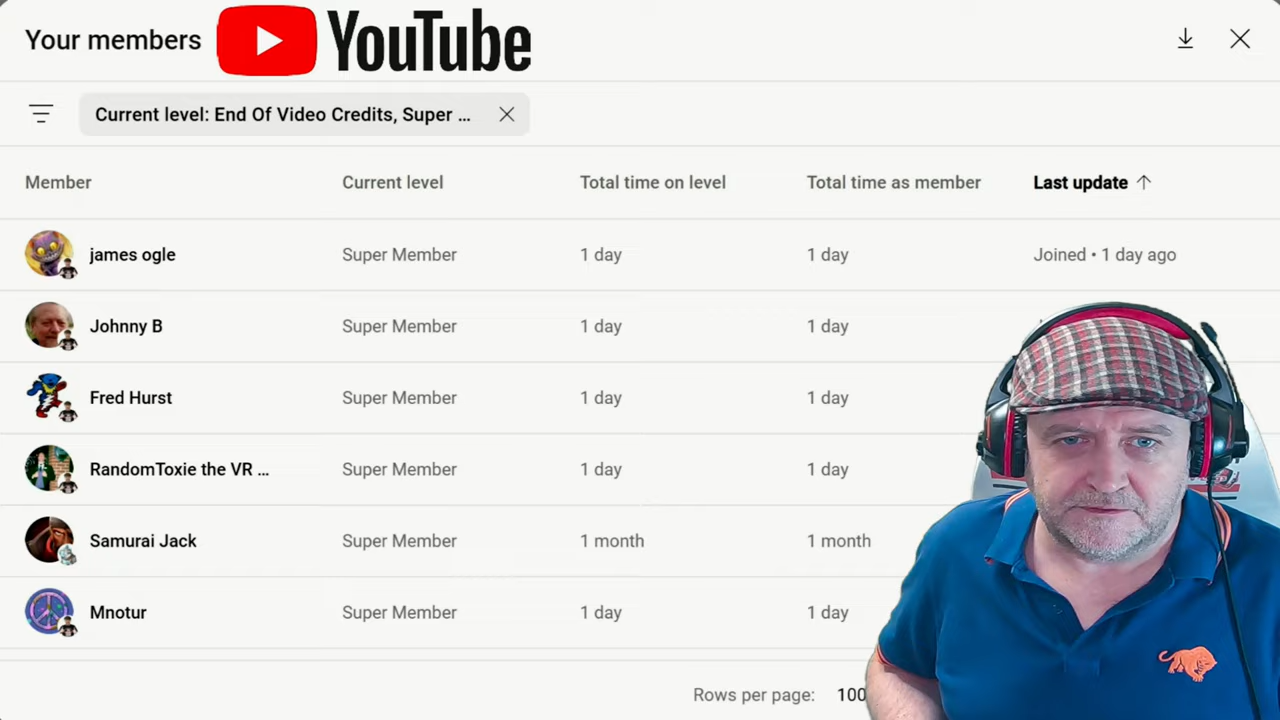 Your members YouTube
Current level: End Of Video Credits, Super ...
Member Current level Total time on level Total time as member Last update
james ogle Super Member 1 day 1 day Joined • 1 day ago
Johnny B Super Member 1 day 1 day
Fred Hurst Super Member 1 day 1 day
RandomToxie the VR ... Super Member 1 day 1 day
Samurai Jack Super Member 1 month 1 month
Mnotur Super Member 1 day 1 day
Rows per page: 100